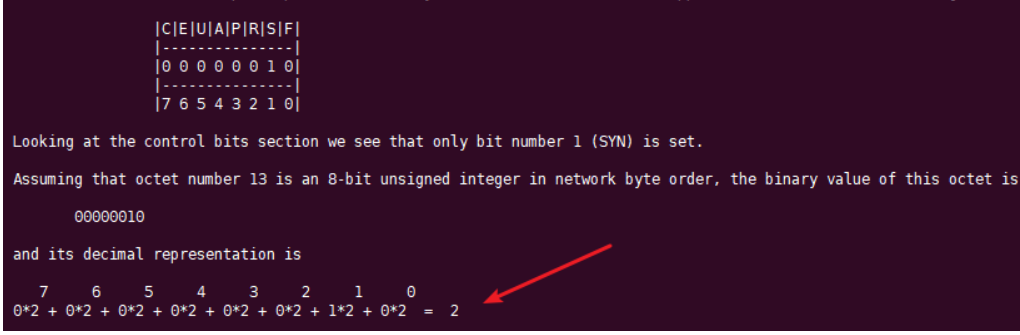 |C|E|U|A|P|R|S|F|
|---------------|
|0 0 0 0 0 0 1 0|
|---------------|
|7 6 5 4 3 2 1 0|
Looking at the control bits section we see that only bit number 1 (SYN) is set.
Assuming that octet number 13 is an 8-bit unsigned integer in network byte order, the binary value of this octet is
00000010
and its decimal representation is
7 6 5 4 3 2 1 0
0*2 + 0*2 + 0*2 + 0*2 + 0*2 + 0*2 + 1*2 + 0*2 = 2